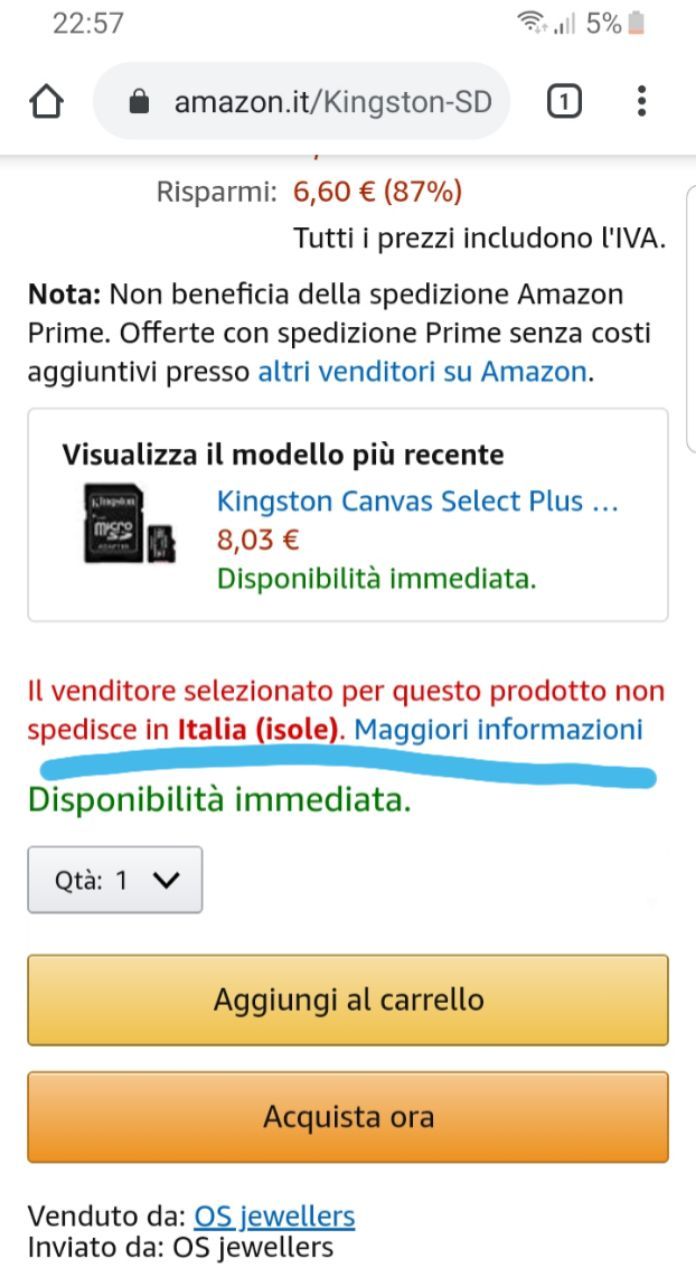 22:57 5%
amazon.it/Kingston-SD 1
Risparmi: 6,60 € (87%)
Tutti i prezzi includono l'IVA.
Nota: Non beneficia della spedizione Amazon
Prime. Offerte con spedizione Prime senza costi
aggiuntivi presso altri venditori su Amazon.
Visualizza il modello più recente
Kingston
micro
ADAPTER
Kingston Canvas Select Plus ...
8,03 €
Disponibilità immediata.
Il venditore selezionato per questo prodotto non
spedisce in Italia (isole). Maggiori informazioni
Disponibilità immediata.
Qtà: 1
Aggiungi al carrello
Acquista ora
Venduto da: OS jewellers
Inviato da: OS jewellers